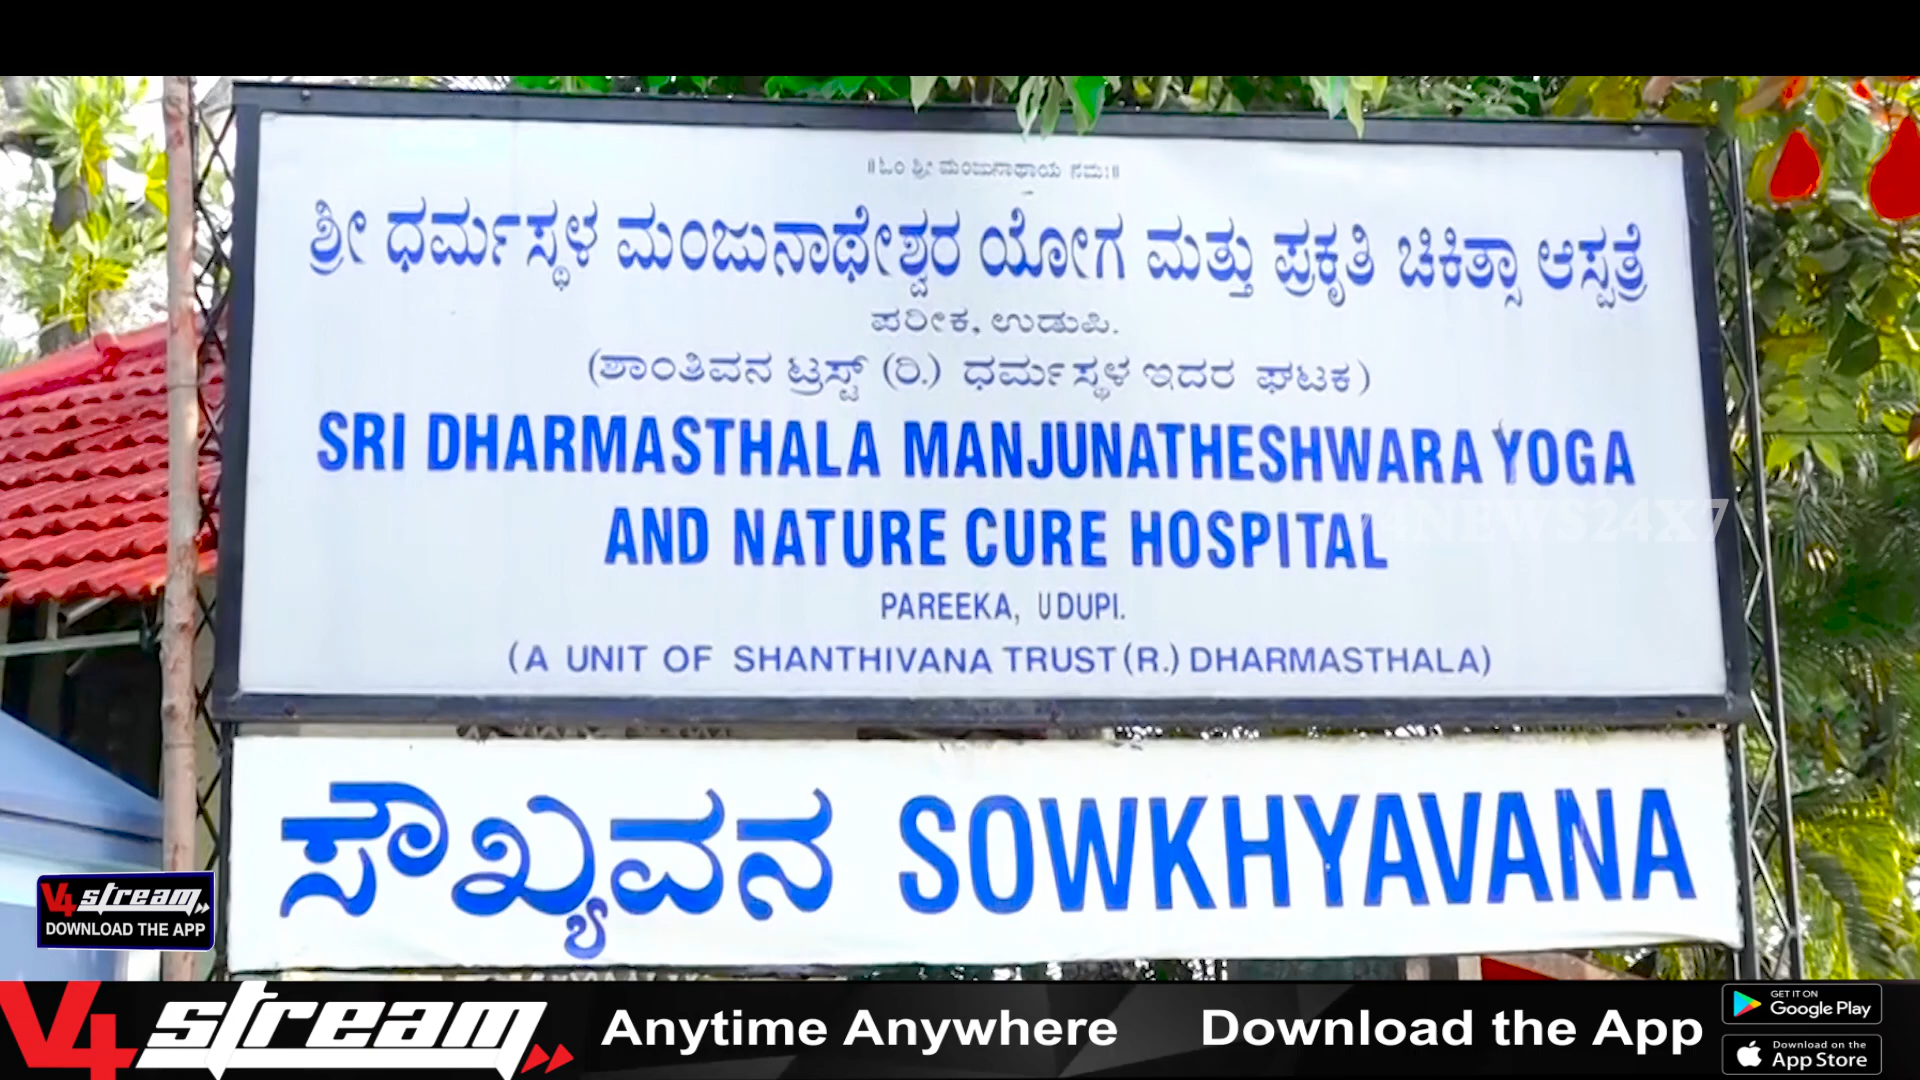 ॥ಓಂ ಶ್ರೀ ಮಂಜುನಾಥಾಯ ನಮಃ॥
ಶ್ರೀ ಧರ್ಮಸ್ಥಳ ಮಂಜುನಾಥೇಶ್ವರ ಯೋಗ ಮತ್ತು ಪ್ರಕೃತಿ ಚಿಕಿತ್ಸಾ ಆಸ್ಪತ್ರೆ
ಪರೀಕ, ಉಡುಪಿ.
(ಶಾಂತಿವನ ಟ್ರಸ್ಟ್ (ರಿ.) ಧರ್ಮಸ್ಥಳ ಇದರ ಘಟಕ)
SRI DHARMASTHALA MANJUNATHESHWARA YOGA
AND NATURE CURE HOSPITAL
V4NEWS24X7
PAREEKA, UDUPI.
(A UNIT OF SHANTHIVANA TRUST (R.) DHARMASTHALA)
ಸೌಖ್ಯವನ SOWKHYAVANA
V4 stream
DOWNLOAD THE APP
V4 stream Anytime Anywhere Download the App
GET IT ON
Google Play
Download on the
App Store